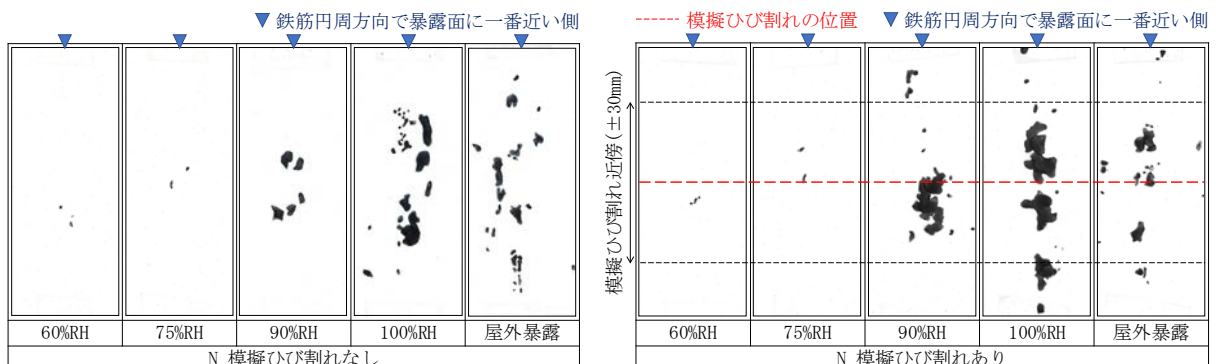 ▼鉄筋円周方向で暴露面に一番近い側
60%RH 75%RH 90%RH 100%RH 屋外暴露
N 模擬ひび割れなし
------ 模擬ひび割れの位置 ▼鉄筋円周方向で暴露面に一番近い側
模擬ひび割れ近傍(±30mm)
60%RH 75%RH 90%RH 100%RH 屋外暴露
N 模擬ひび割れあり